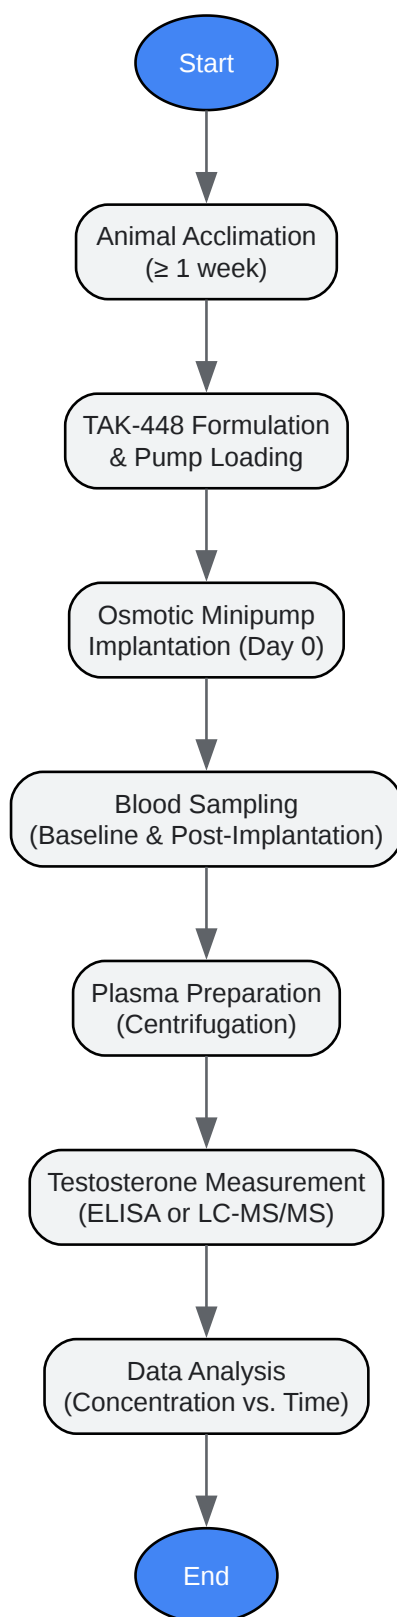 Start
Animal Acclimation
(≥ 1 week)
TAK-448 Formulation
& Pump Loading
Osmotic Minipump
Implantation (Day 0)
Blood Sampling
(Baseline & Post-Implantation)
Plasma Preparation
(Centrifugation)
Testosterone Measurement
(ELISA or LC-MS/MS)
Data Analysis
(Concentration vs. Time)
End